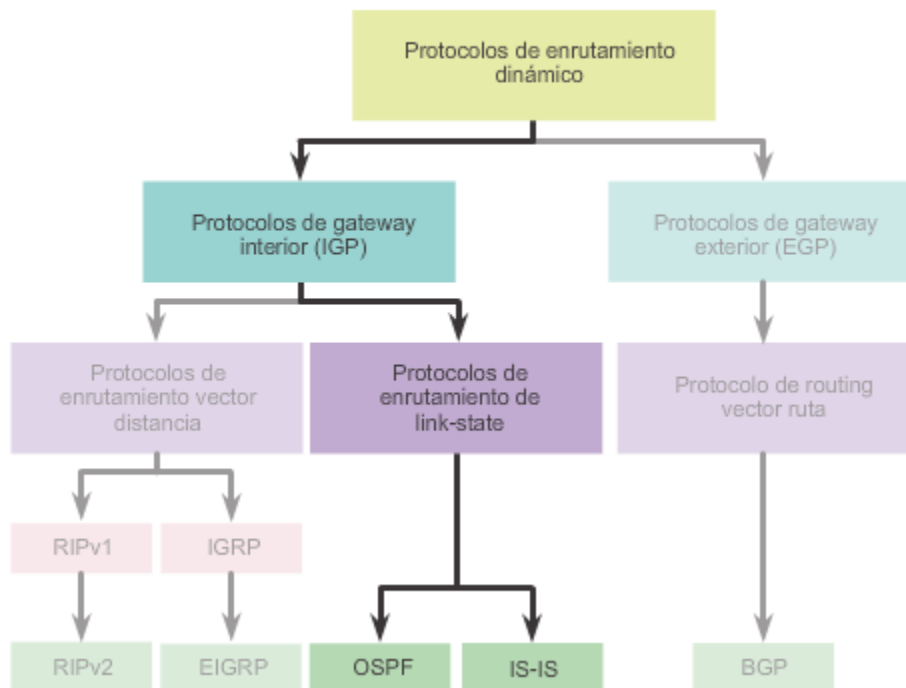 Protocolos de enrutamiento
dinámico
Protocolos de gateway
interior (IGP)
Protocolos de gateway
exterior (EGP)
Protocolos de
enrutamiento vector
distancia
Protocolos de
enrutamiento de
link-state
Protocolo de routing
vector ruta
RIPv1
IGRP
RIPv2
EIGRP
OSPF
IS-IS
BGP